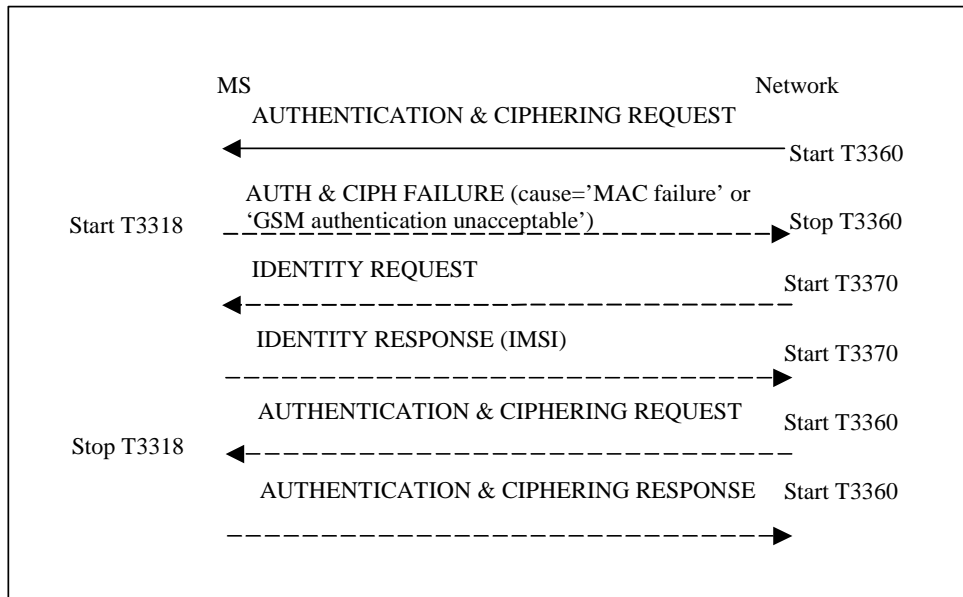 MS
Network
AUTHENTICATION & CIPHERING REQUEST
Start T3360
AUTH & CIPH FAILURE (cause='MAC failure' or
‘GSM authentication unacceptable’)
Start T3318
Stop T3360
IDENTITY REQUEST
Start T3370
IDENTITY RESPONSE (IMSI)
Start T3370
AUTHENTICATION & CIPHERING REQUEST
Start T3360
Stop T3318
AUTHENTICATION & CIPHERING RESPONSE
Start T3360